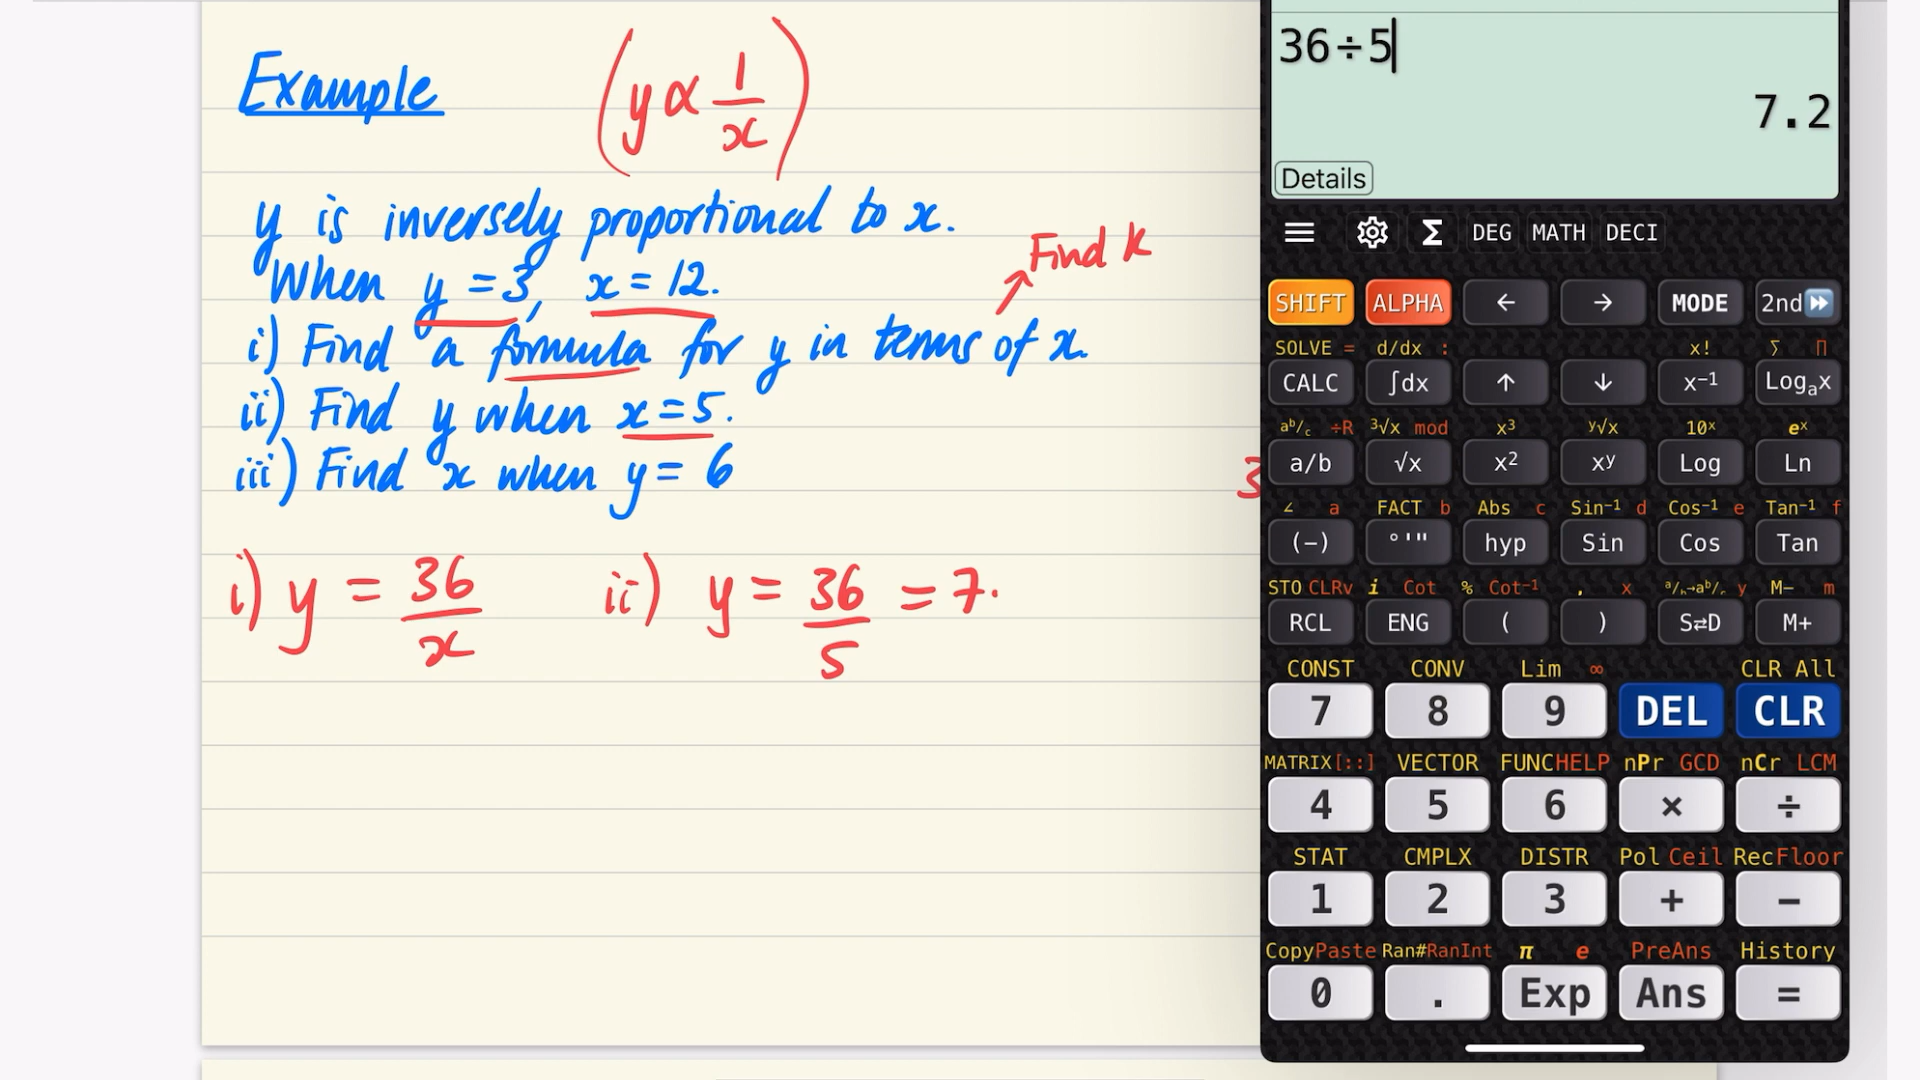 Example (y ∝ 1/x)
y is inversely proportional to x.
When y = 3, x = 12.
Find k
i) Find a formula for y in terms of x.
ii) Find y when x = 5.
iii) Find x when y = 6
3
i) y = 36/x ii) y = 36/5 = 7.
36÷5
7.2
Details
DEG MATH DECI
SHIFT ALPHA ← → MODE 2nd
SOLVE = d/dx : x! ∑ ∏
CALC ∫dx ↑ ↓ x⁻¹ Logₐx
aᵇ/c ÷R ³√x mod x³ ʸ√x 10ˣ eˣ
a/b √x x² xʸ Log Ln
∠ a FACT b Abs c Sin⁻¹ d Cos⁻¹ e Tan⁻¹ f
(−) °'" hyp Sin Cos Tan
STO CLRv i Cot % Cot⁻¹ , x a/b→aᵇ/c y M− m
RCL ENG ( ) S⇄D M+
CONST CONV Lim ∞ CLR All
7 8 9 DEL CLR
MATRIX[::] VECTOR FUNCHELP nPr GCD nCr LCM
4 5 6 × ÷
STAT CMPLX DISTR Pol Ceil RecFloor
1 2 3 + −
CopyPaste Ran#RanInt π e PreAns History
0 . Exp Ans =